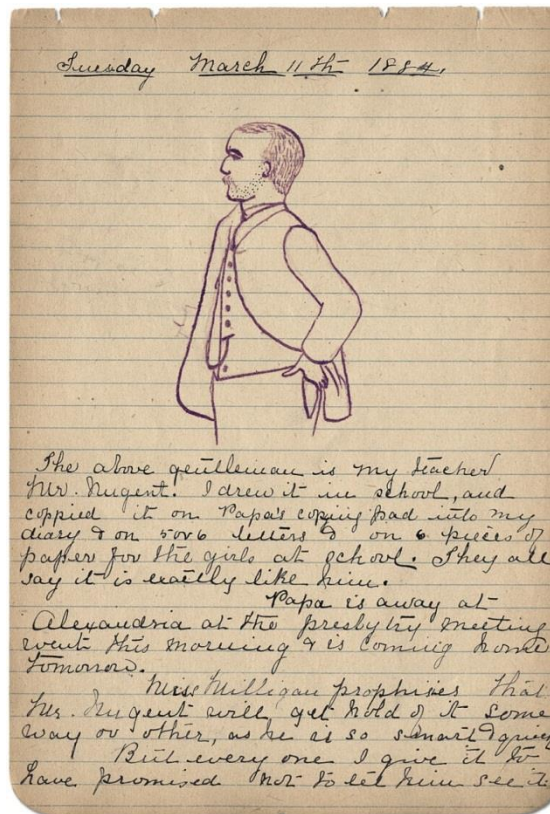 Tuesday March 11th 1884.
The above gentleman is my teacher
Mr. Nugent. I drew it in school, and
coppied it on Papa's copying pad into my
diary & on 5 or 6 letters & on 6 pieces of
paper for the girls at school. They all
say it is exactly like him.
Papa is away at
Alexandria at the presbytry meeting
went this morning & is coming home
tomorrow.
Miss Milligan prophises that
Mr. Nugent will get hold of it some
way or other, as he is so smart &
But every one I give it to
have promised not to let him see it.